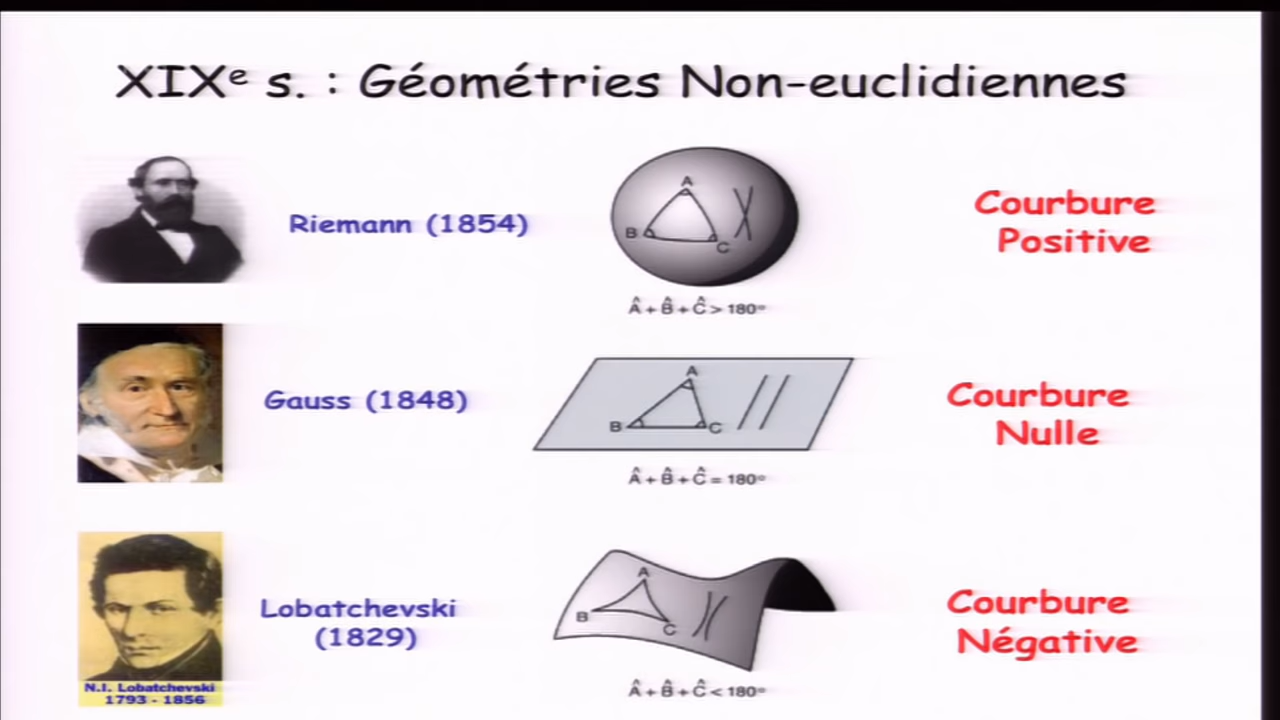 XIXᵉ s. : Géométries Non-euclidiennes
Riemann (1854)
A
B
C
Â + B̂ + Ĉ > 180°
Courbure
Positive
Gauss (1848)
A
B
C
Â + B̂ + Ĉ = 180°
Courbure
Nulle
Lobatchevski
(1829)
N.I. Lobatchevski
1793 - 1856
A
B
C
Â + B̂ + Ĉ < 180°
Courbure
Négative